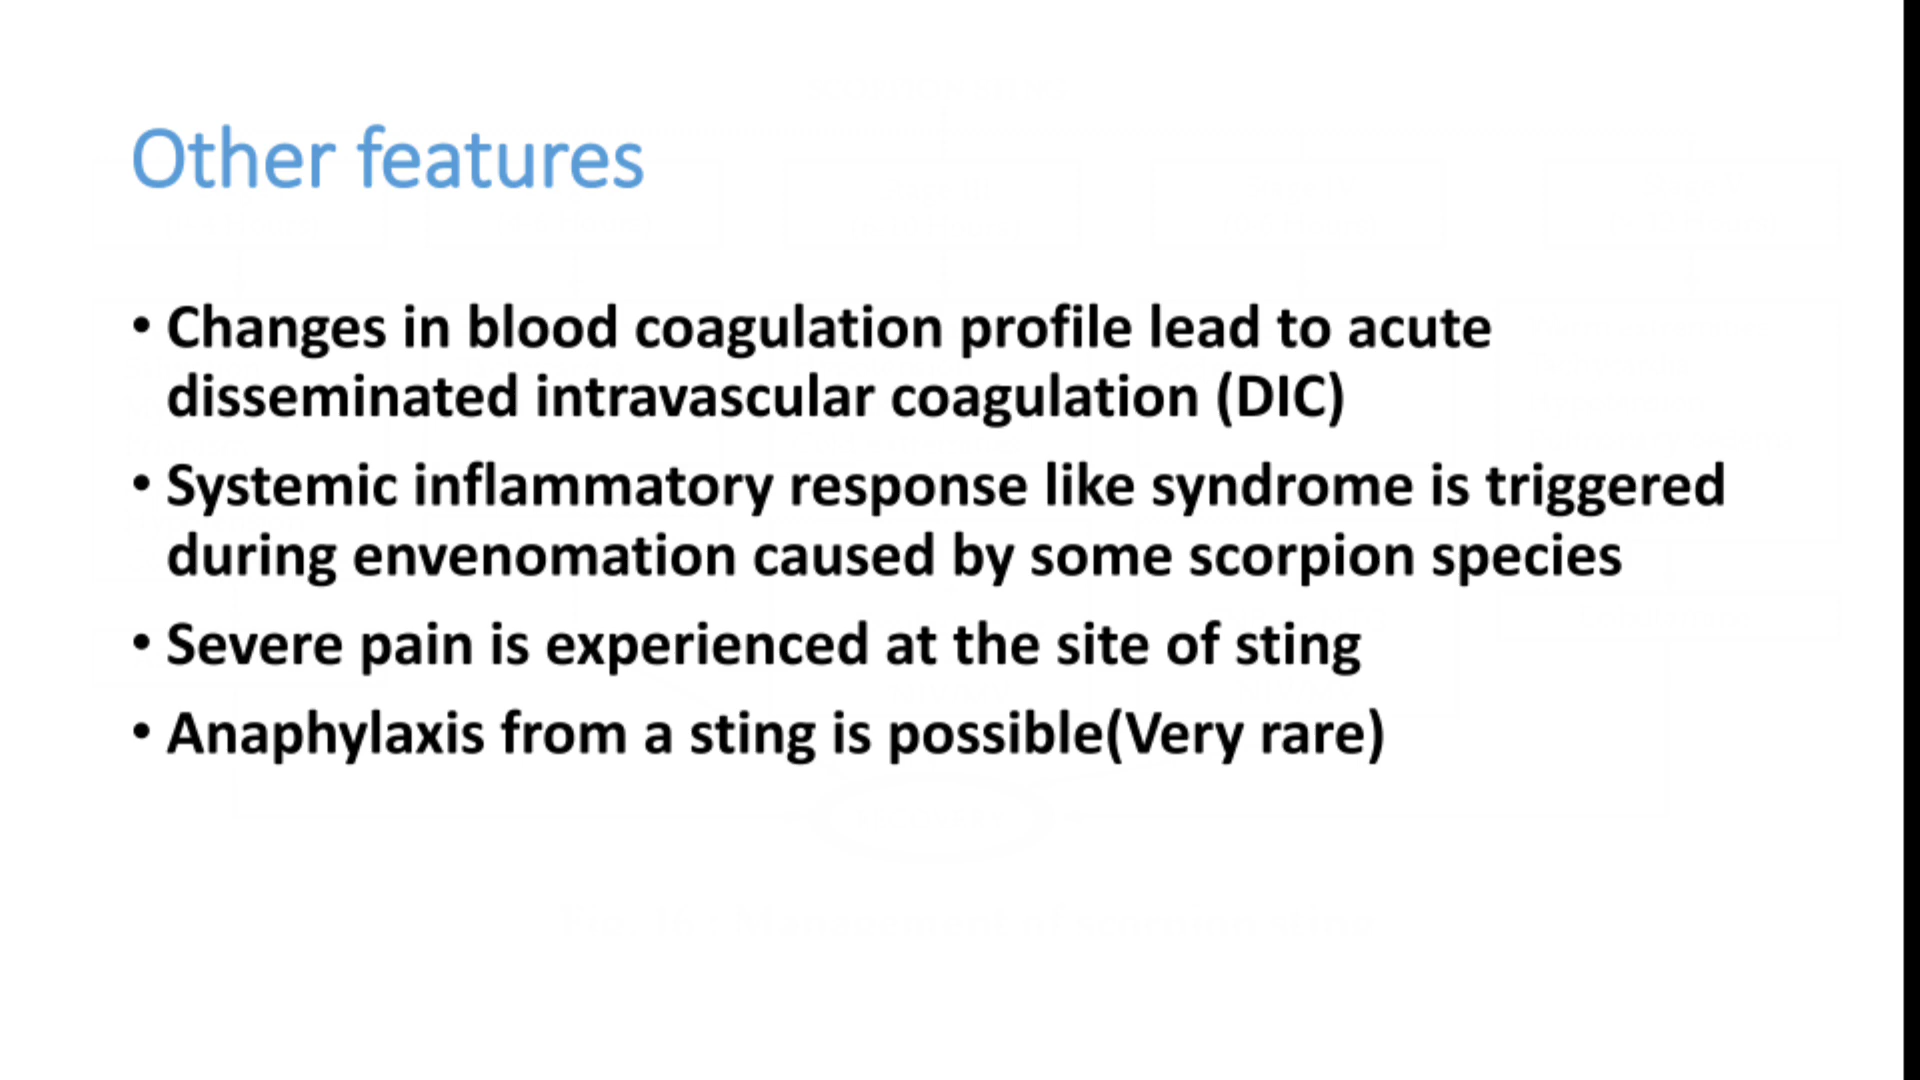 Other features
• Changes in blood coagulation profile lead to acute
disseminated intravascular coagulation (DIC)
• Systemic inflammatory response like syndrome is triggered
during envenomation caused by some scorpion species
• Severe pain is experienced at the site of sting
• Anaphylaxis from a sting is possible(Very rare)